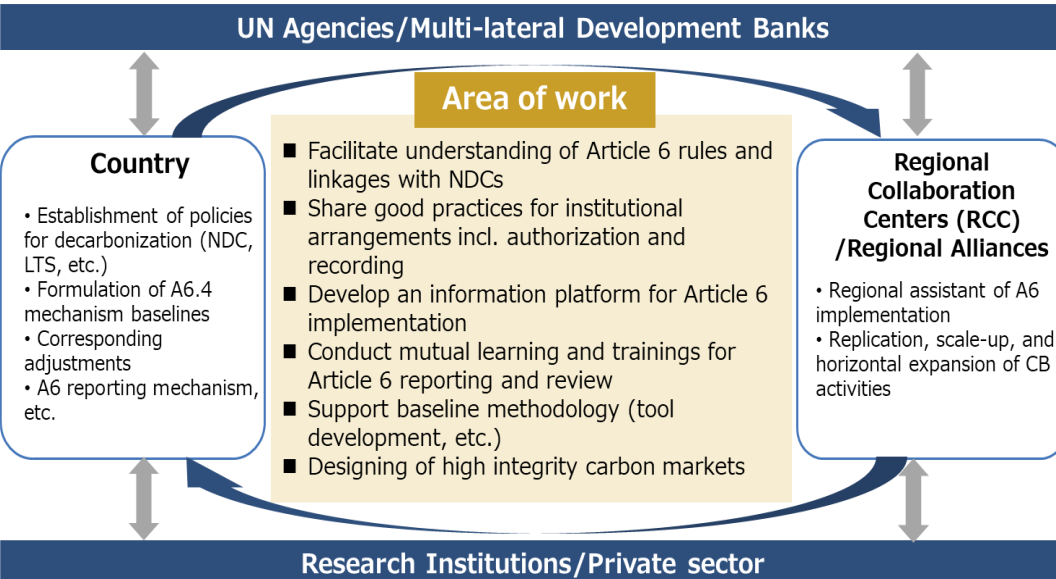 UN Agencies/Multi-lateral Development Banks
Country
• Establishment of policies
for decarbonization (NDC,
LTS, etc.)
• Formulation of A6.4
mechanism baselines
• Corresponding
adjustments
• A6 reporting mechanism,
etc.
Area of work
■ Facilitate understanding of Article 6 rules and
linkages with NDCs
■ Share good practices for institutional
arrangements incl. authorization and
recording
■ Develop an information platform for Article 6
implementation
■ Conduct mutual learning and trainings for
Article 6 reporting and review
■ Support baseline methodology (tool
development, etc.)
■ Designing of high integrity carbon markets
Regional
Collaboration
Centers (RCC)
/Regional Alliances
• Regional assistant of A6
implementation
• Replication, scale-up, and
horizontal expansion of CB
activities
Research Institutions/Private sector